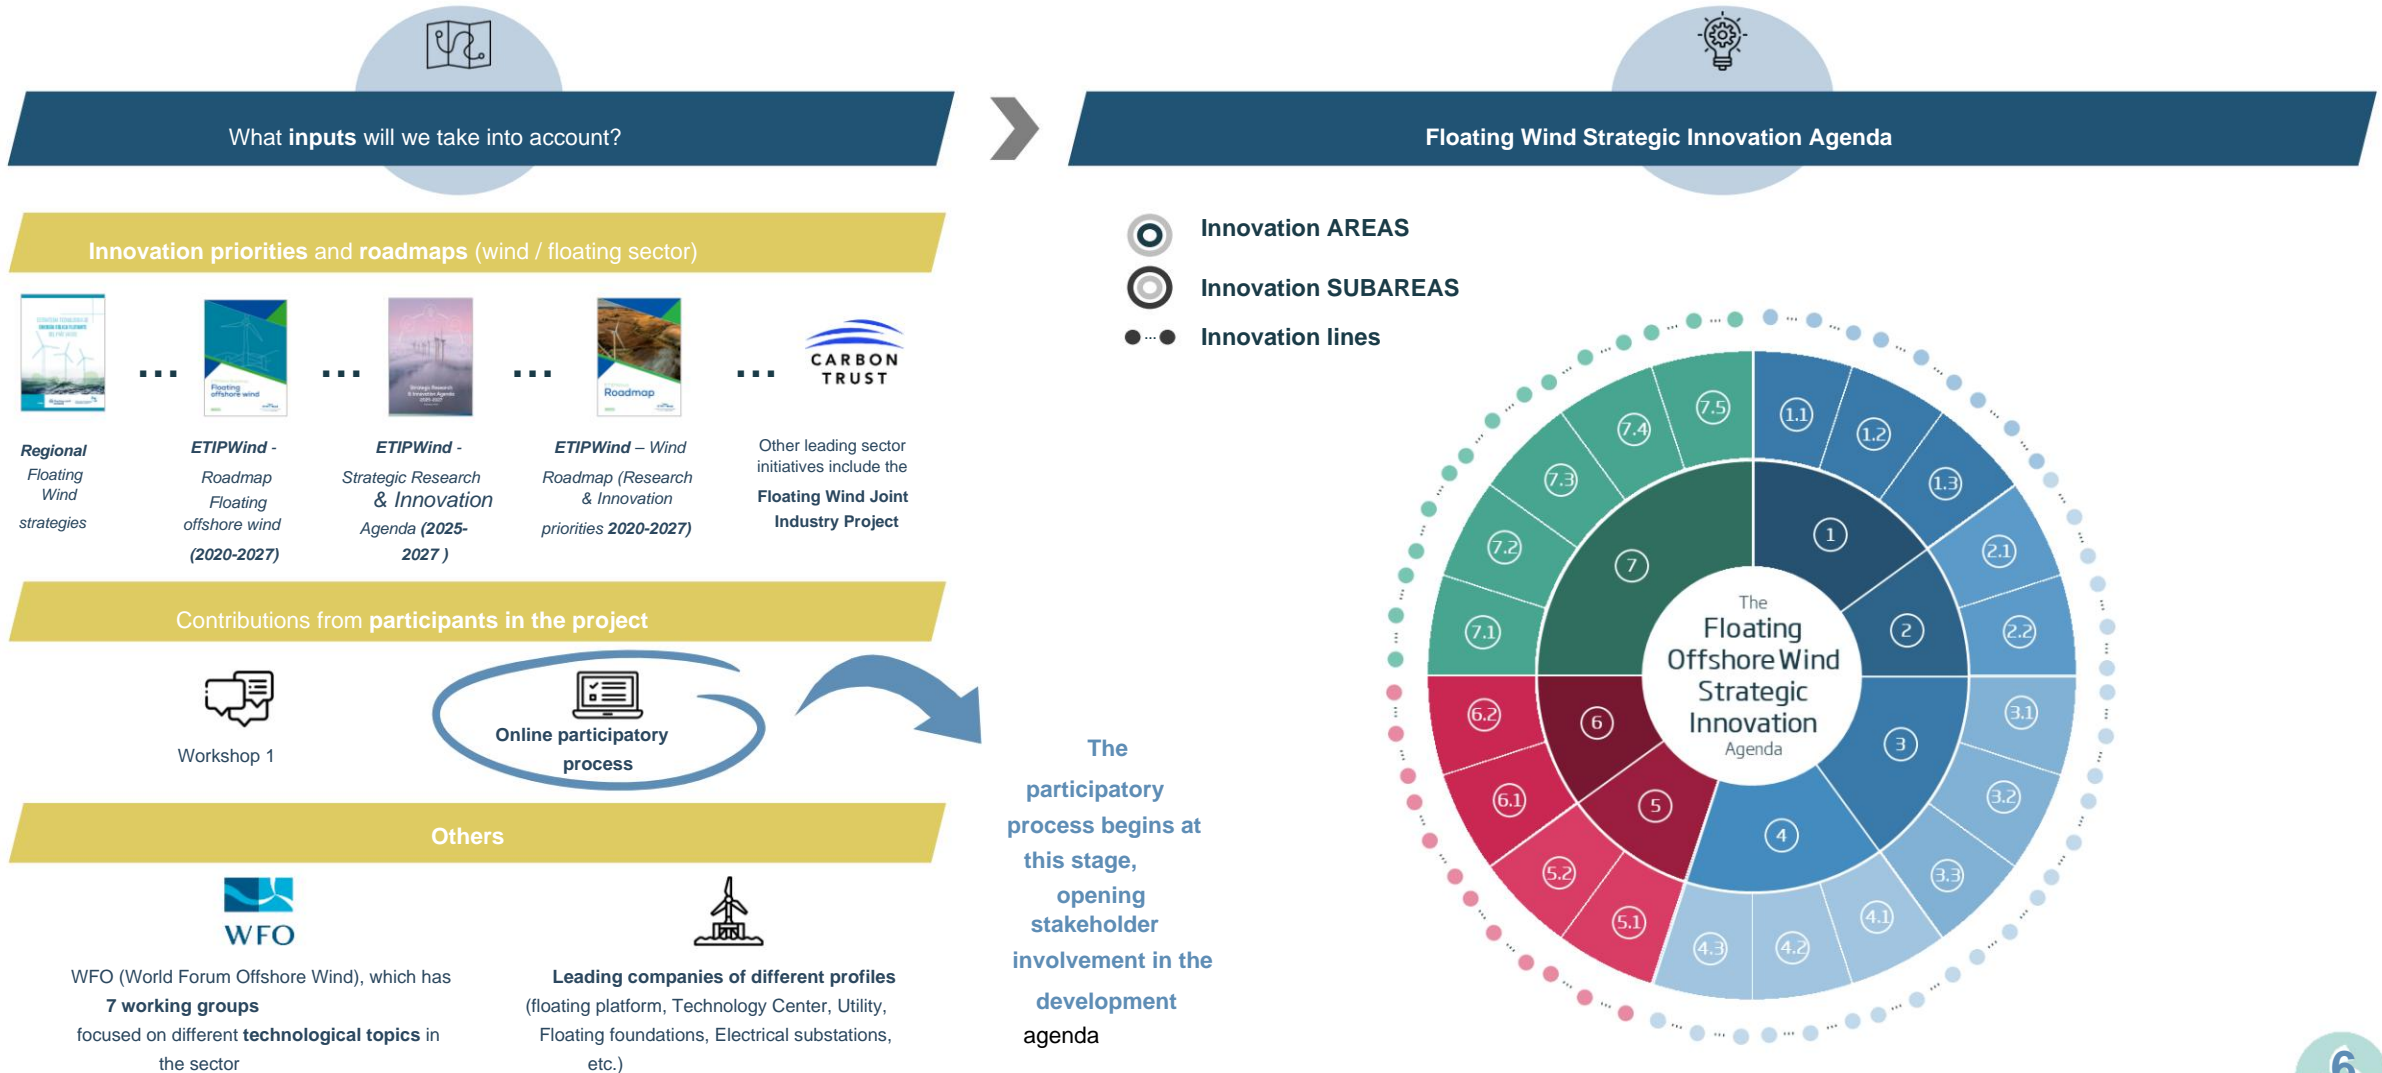 What inputs will we take into account?
Floating Wind Strategic Innovation Agenda
Innovation priorities and roadmaps (wind / floating sector)
Floating
offshore wind
Strategic Research
& Innovation Agenda
2025-2027
Roadmap
CARBON
TRUST
Regional
Floating
Wind
strategies
ETIPWind -
Roadmap
Floating
offshore wind
(2020-2027)
ETIPWind -
Strategic Research
& Innovation
Agenda (2025-
2027 )
ETIPWind – Wind
Roadmap (Research
& Innovation
priorities 2020-2027)
Other leading sector
initiatives include the
Floating Wind Joint
Industry Project
Contributions from participants in the project
Workshop 1
Online participatory
process
Others
WFO
WFO (World Forum Offshore Wind), which has
7 working groups
focused on different technological topics in
the sector
Leading companies of different profiles
(floating platform, Technology Center, Utility,
Floating foundations, Electrical substations,
etc.)
The
participatory
process begins at
this stage,
opening
stakeholder
involvement in the
development
agenda
Innovation AREAS
Innovation SUBAREAS
Innovation lines
The
Floating
Offshore Wind
Strategic
Innovation
Agenda
1
2
3
4
5
6
7
1.1
1.2
1.3
2.1
2.2
3.1
3.2
3.3
4.1
4.2
4.3
5.1
5.2
6.1
6.2
7.1
7.2
7.3
7.4
7.5
6